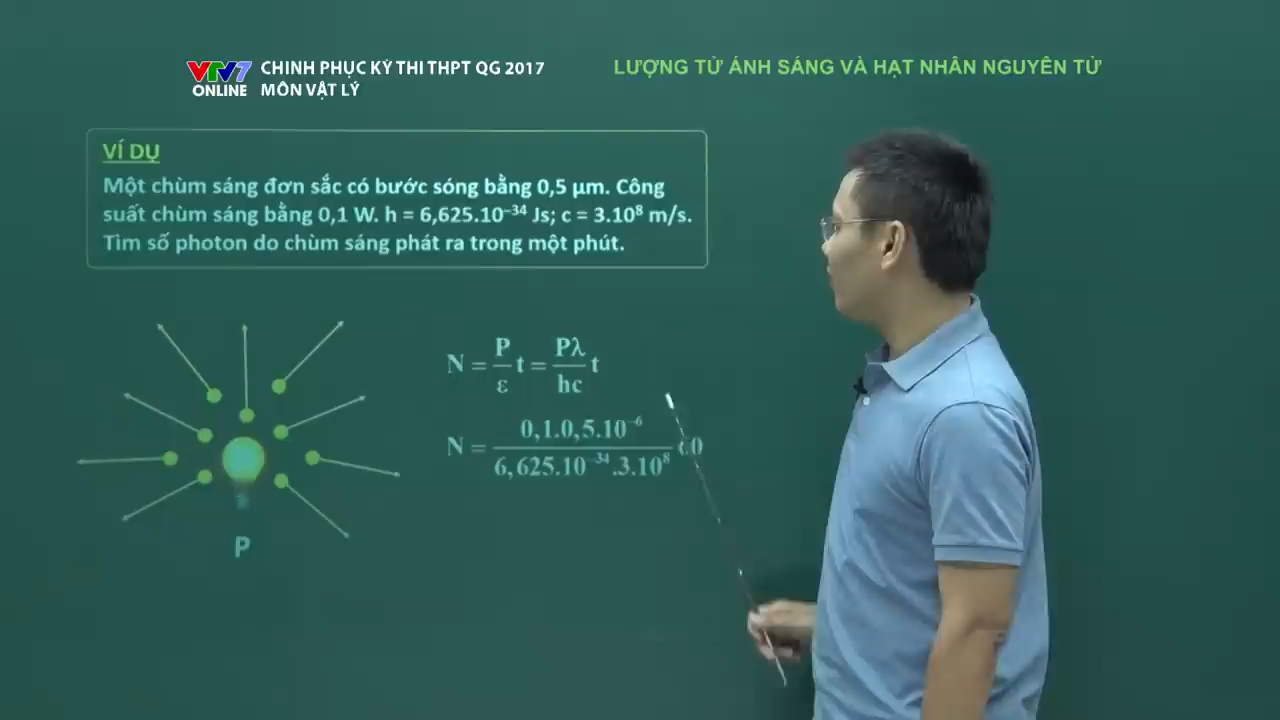 VTV7
ONLINE
CHINH PHỤC KỲ THI THPT QG 2017
MÔN VẬT LÝ
LƯỢNG TỬ ÁNH SÁNG VÀ HẠT NHÂN NGUYÊN TỬ
VÍ DỤ
Một chùm sáng đơn sắc có bước sóng bằng 0,5 μm. Công
suất chùm sáng bằng 0,1 W. h = 6,625.10⁻³⁴ Js; c = 3.10⁸ m/s.
Tìm số photon do chùm sáng phát ra trong một phút.
N = P/ε t = Pλ/hc t
N = 0,1.0,5.10⁻⁶/6,625.10⁻³⁴.3.10⁸ 60
P